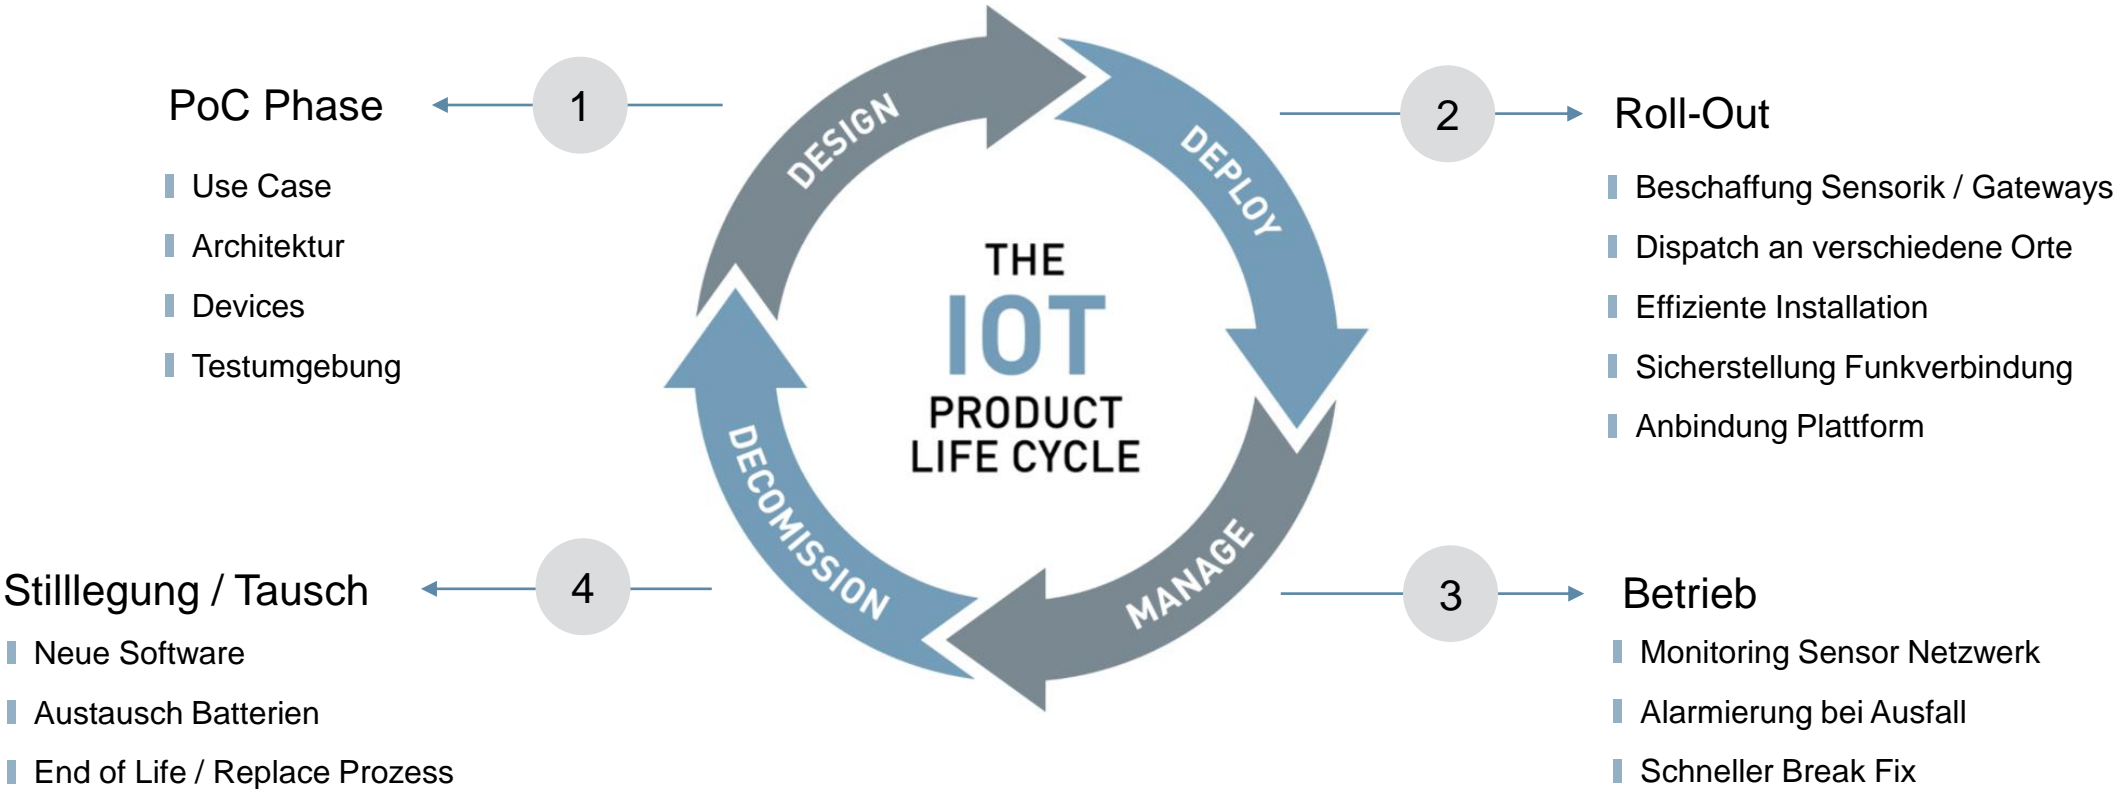 PoC Phase
1
Use Case
Architektur
Devices
Testumgebung
DESIGN
DEPLOY
MANAGE
DECOMISSION
THE
IOT
PRODUCT
LIFE CYCLE
2
Roll-Out
Beschaffung Sensorik / Gateways
Dispatch an verschiedene Orte
Effiziente Installation
Sicherstellung Funkverbindung
Anbindung Plattform
Stilllegung / Tausch
4
Neue Software
Austausch Batterien
End of Life / Replace Prozess
3
Betrieb
Monitoring Sensor Netzwerk
Alarmierung bei Ausfall
Schneller Break Fix